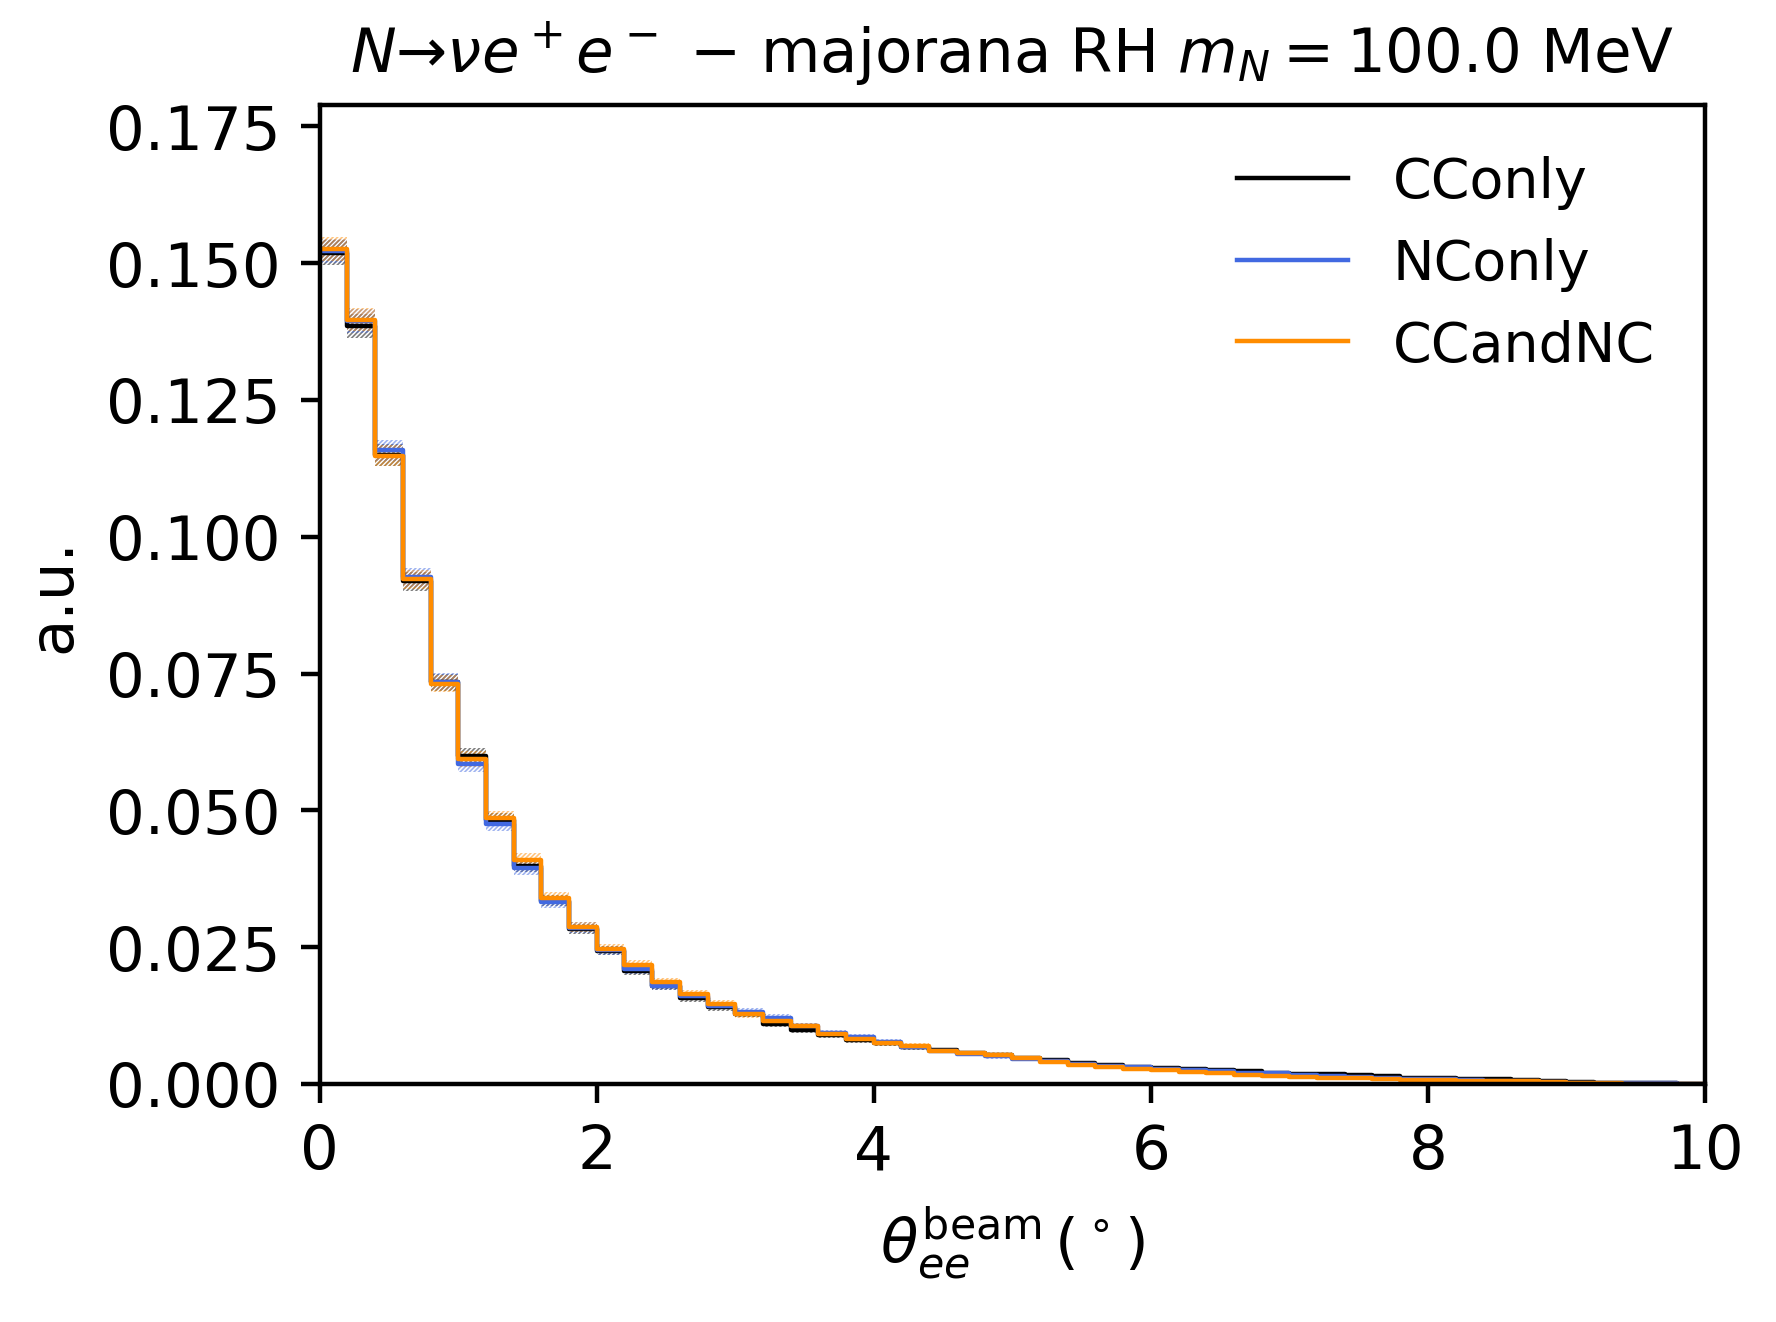 N→νe⁺e⁻ − majorana RH m_N = 100.0 MeV
0.175
0.150
0.125
0.100
0.075
0.050
0.025
0.000
a.u.
CConly
NConly
CCandNC
0 2 4 6 8 10
θ_ee^beam (°)